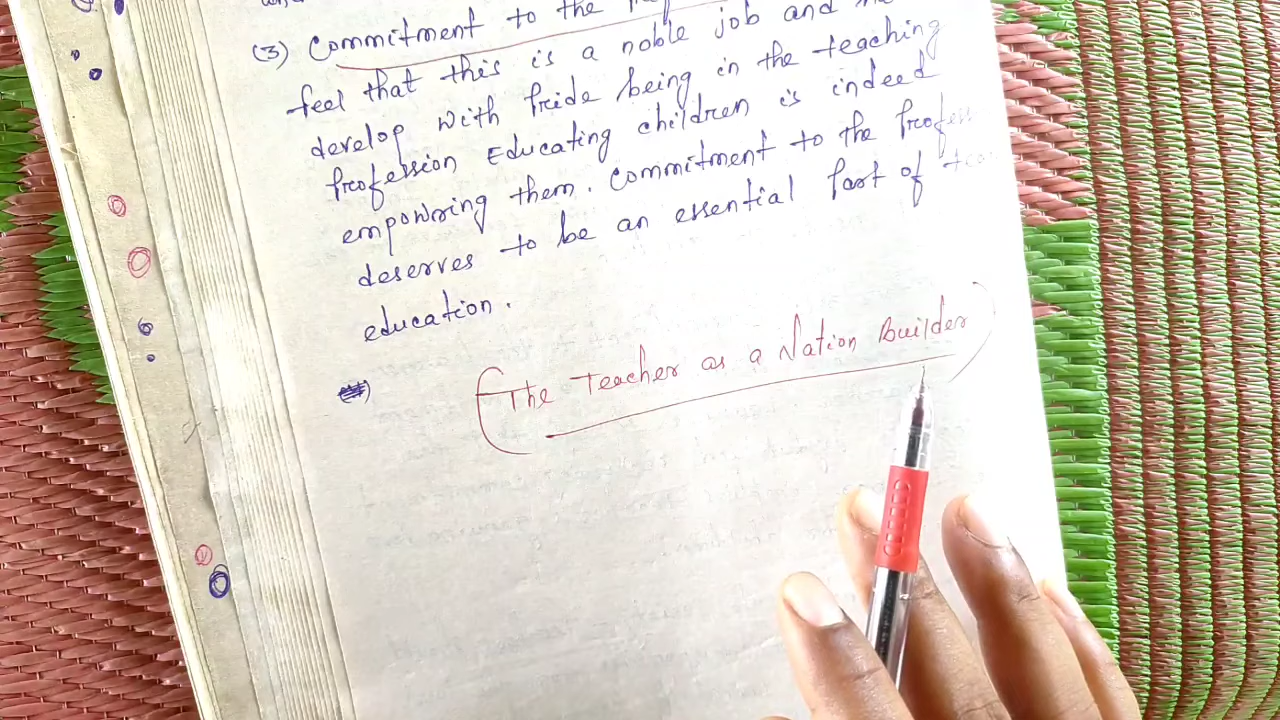 (3) Commitment to the
feel that this is a noble job and
develop with pride being in the teaching
profession Educating children is indeed
empowring them. Commitment to the profess
deserves to be an essential part of
education.
The Teacher as a Nation Builder